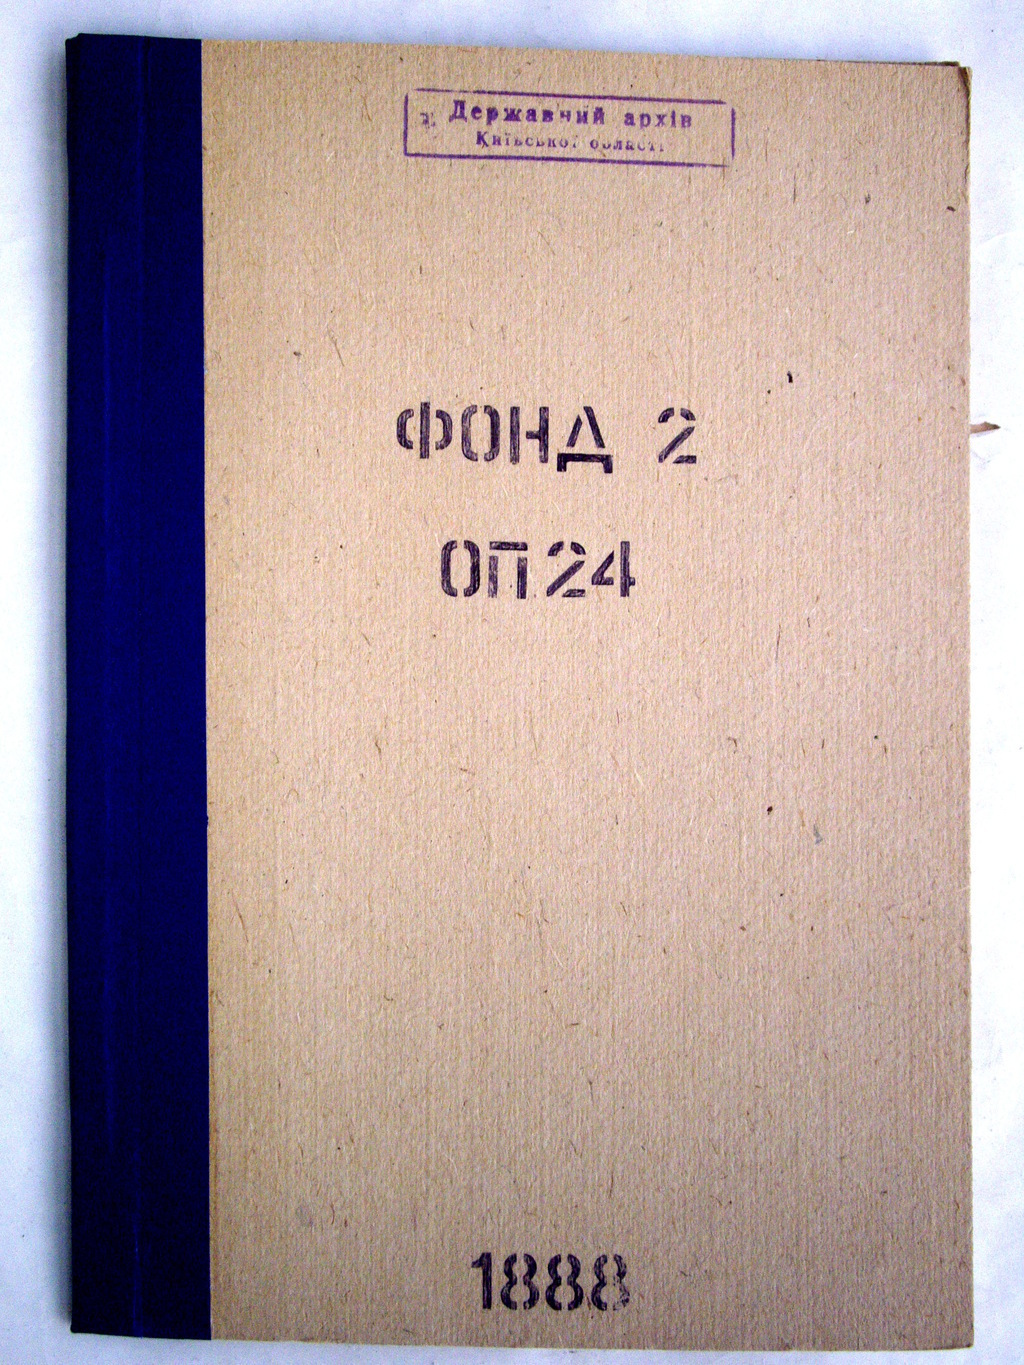 Державний архів
Київської області
ФОНД 2
ОП 24
1888